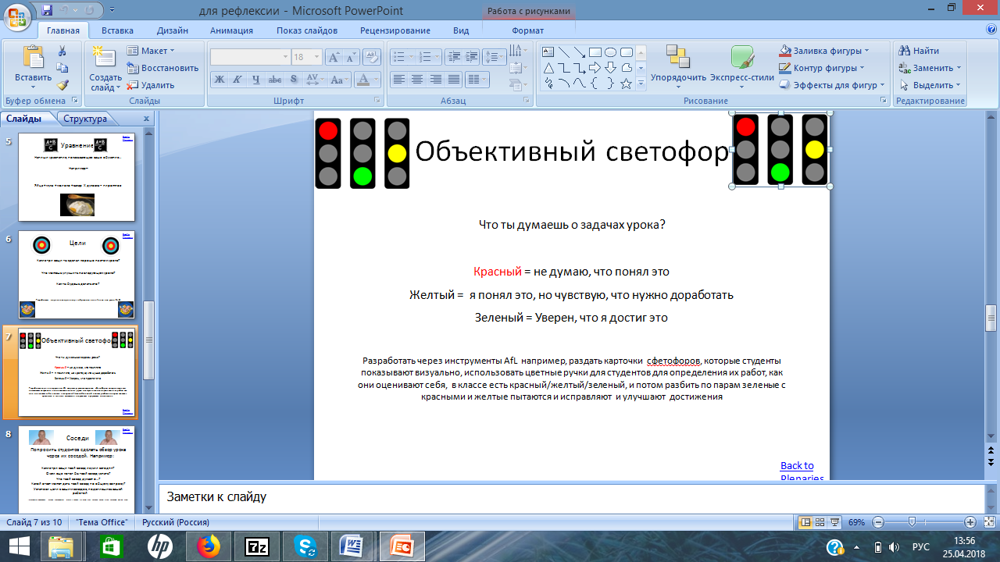 для рефлексии - Microsoft PowerPoint
Работа с рисунками
Главная
Вставка
Дизайн
Анимация
Показ слайдов
Рецензирование
Вид
Формат
Вставить
Буфер обмена
Создать слайд
Макет
Восстановить
Удалить
Слайды
18
Шрифт
Абзац
Упорядочить
Экспресс-стили
Заливка фигуры
Контур фигуры
Эффекты для фигур
Рисование
Найти
Заменить
Выделить
Редактирование
Слайды
Структура
5
Уравнение
Например=
6
Цели
7
Объективный светофо
8
Соседи
Попросить студентов сделать обзор урока
через их соседей. Например:
Объективный светофор
Что ты думаешь о задачах урока?
Красный = не думаю, что понял это
Желтый = я понял это, но чувствую, что нужно доработать
Зеленый = Уверен, что я достиг это
Разработать через инструменты AfL например, раздать карточки сфетофоров, которые студенты
показывают визуально, использовать цветные ручки для студентов для определения их работ, как
они оценивают себя, в классе есть красный/желтый/зеленый, и потом разбить по парам зеленые с
красными и желтые пытаются и исправляют и улучшают достижения
Back to
Plenaries
Заметки к слайду
Слайд 7 из 10
"Тема Office"
Русский (Россия)
69%
РУС
13:56
25.04.2018